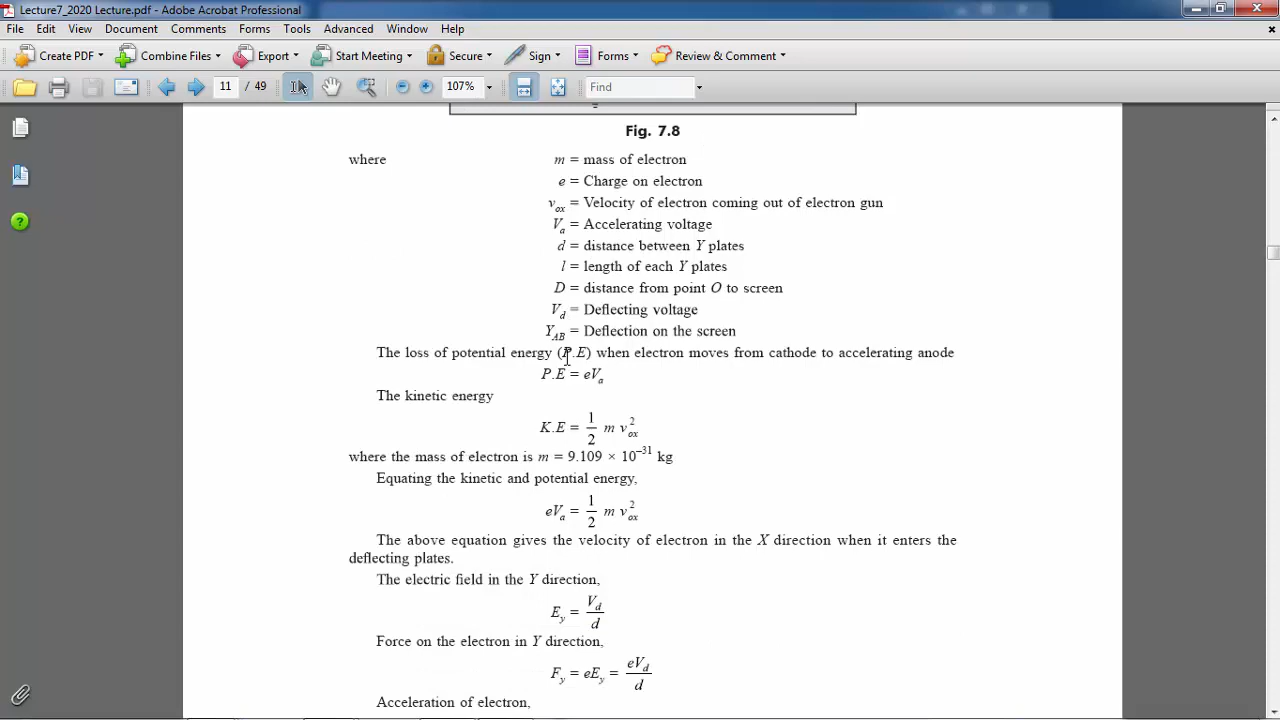 Lecture7_2020 Lecture.pdf - Adobe Acrobat Professional
File Edit View Document Comments Forms Tools Advanced Window Help
Create PDF Combine Files Export Start Meeting Secure Sign Forms Review & Comment
11 / 49 107% Find
Fig. 7.8
where m = mass of electron
e = Charge on electron
v_ox = Velocity of electron coming out of electron gun
V_a = Accelerating voltage
d = distance between Y plates
l = length of each Y plates
D = distance from point O to screen
V_d = Deflecting voltage
Y_AB = Deflection on the screen
The loss of potential energy (P.E) when electron moves from cathode to accelerating anode
P.E = eV_a
The kinetic energy
K.E = 1/2 m v_ox^2
where the mass of electron is m = 9.109 × 10^–31 kg
Equating the kinetic and potential energy,
eV_a = 1/2 m v_ox^2
The above equation gives the velocity of electron in the X direction when it enters the
deflecting plates.
The electric field in the Y direction,
E_y = V_d/d
Force on the electron in Y direction,
F_y = eE_y = eV_d/d
Acceleration of electron,